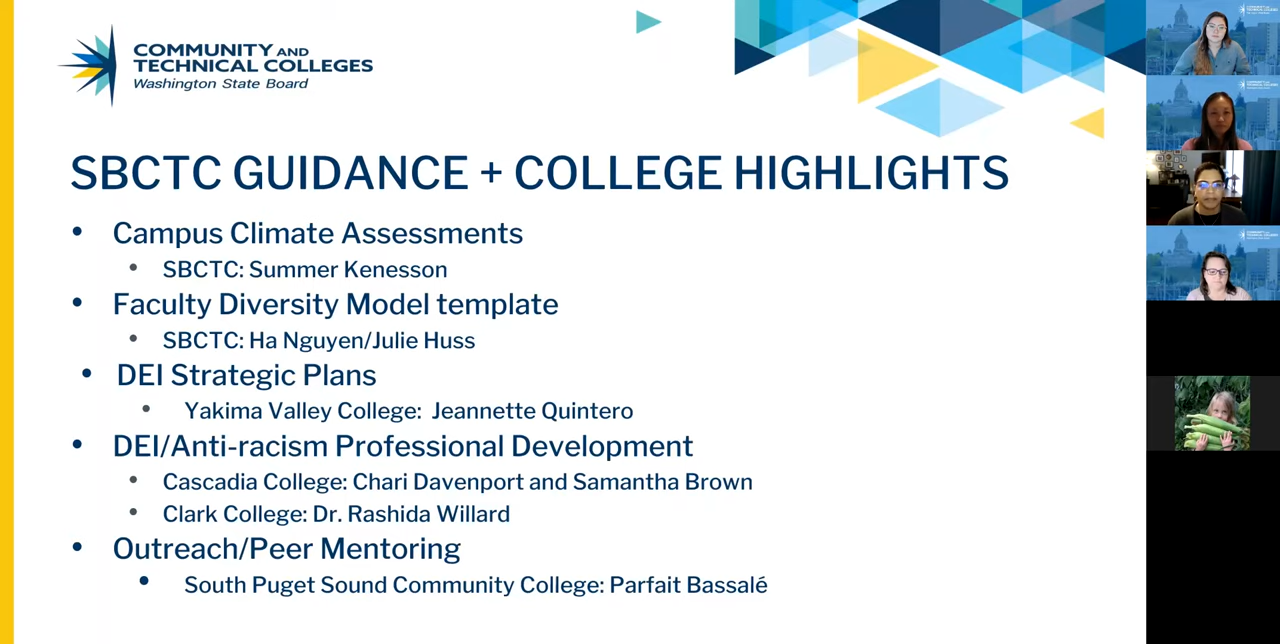 COMMUNITY AND
TECHNICAL COLLEGES
Washington State Board
SBCTC GUIDANCE + COLLEGE HIGHLIGHTS
• Campus Climate Assessments
• SBCTC: Summer Kenesson
• Faculty Diversity Model template
• SBCTC: Ha Nguyen/Julie Huss
• DEI Strategic Plans
• Yakima Valley College: Jeannette Quintero
• DEI/Anti-racism Professional Development
• Cascadia College: Chari Davenport and Samantha Brown
• Clark College: Dr. Rashida Willard
• Outreach/Peer Mentoring
• South Puget Sound Community College: Parfait Bassalé